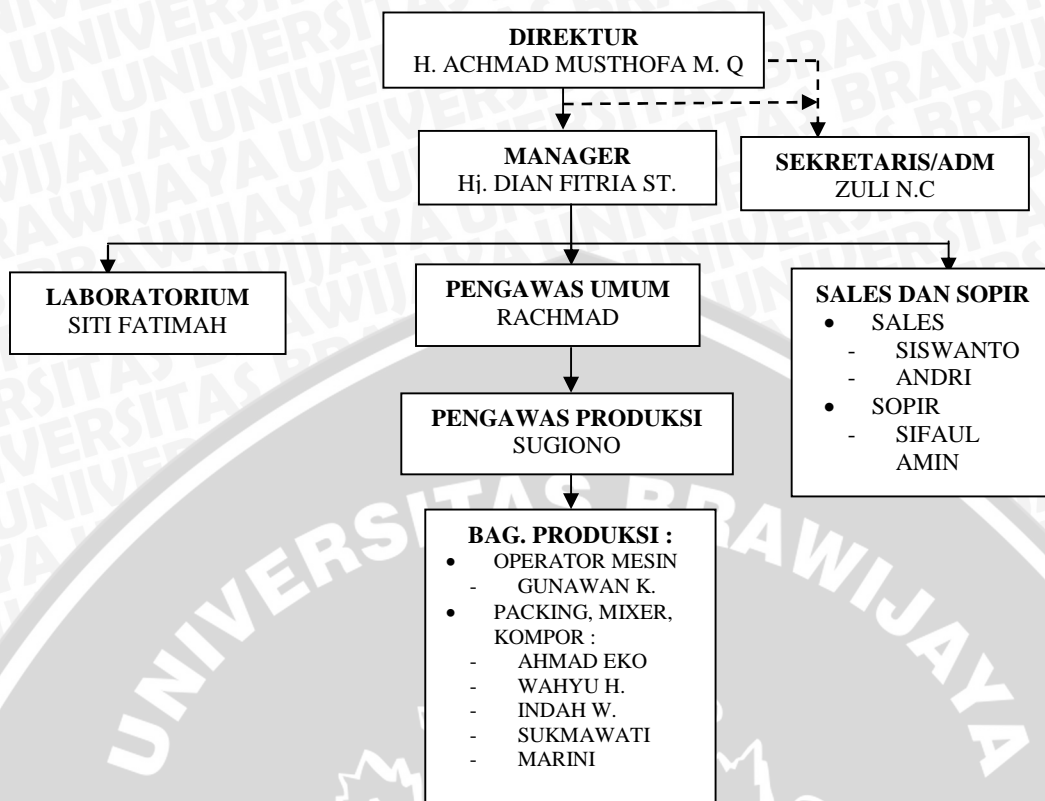 DIREKTUR
H. ACHMAD MUSTHOFA M. Q
MANAGER
Hj. DIAN FITRIA ST.
SEKRETARIS/ADM
ZULI N.C
LABORATORIUM
SITI FATIMAH
PENGAWAS UMUM
RACHMAD
SALES DAN SOPIR
• SALES
- SISWANTO
- ANDRI
• SOPIR
- SIFAUL
AMIN
PENGAWAS PRODUKSI
SUGIONO
BAG. PRODUKSI :
• OPERATOR MESIN
- GUNAWAN K.
• PACKING, MIXER,
KOMPOR :
- AHMAD EKO
- WAHYU H.
- INDAH W.
- SUKMAWATI
- MARINI
UNIVERSITAS BRAWIJAYA